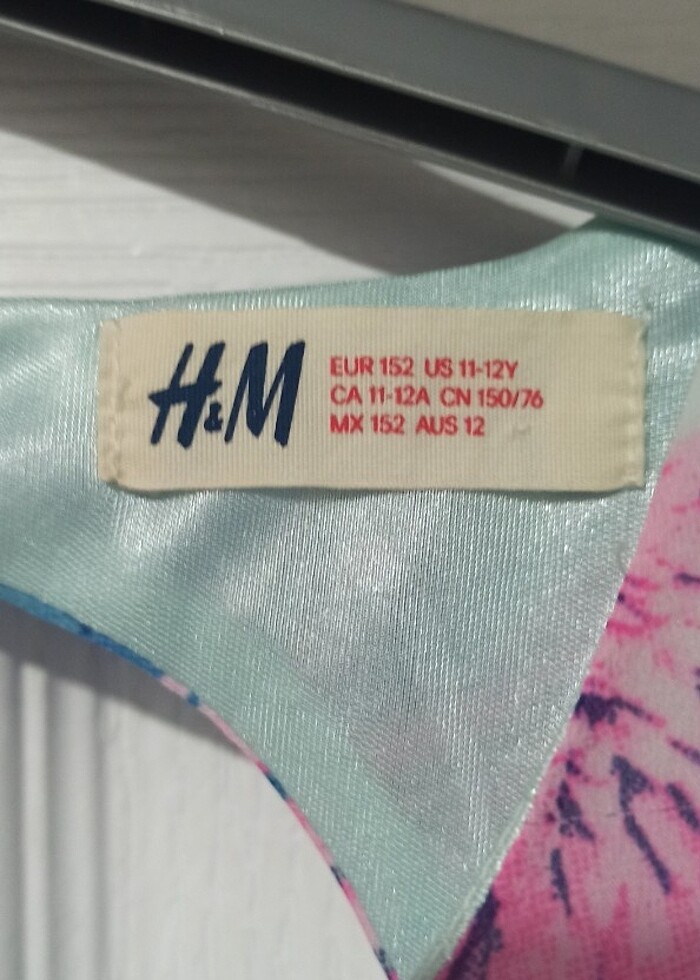 H&M
EUR 152 US 11-12Y
CA 11-12A CN 150/76
MX 152 AUS 12